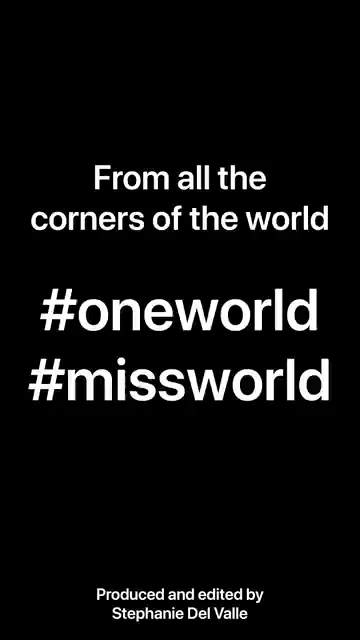 From all the
corners of the world
#oneworld
#missworld
Produced and edited by
Stephanie Del Valle